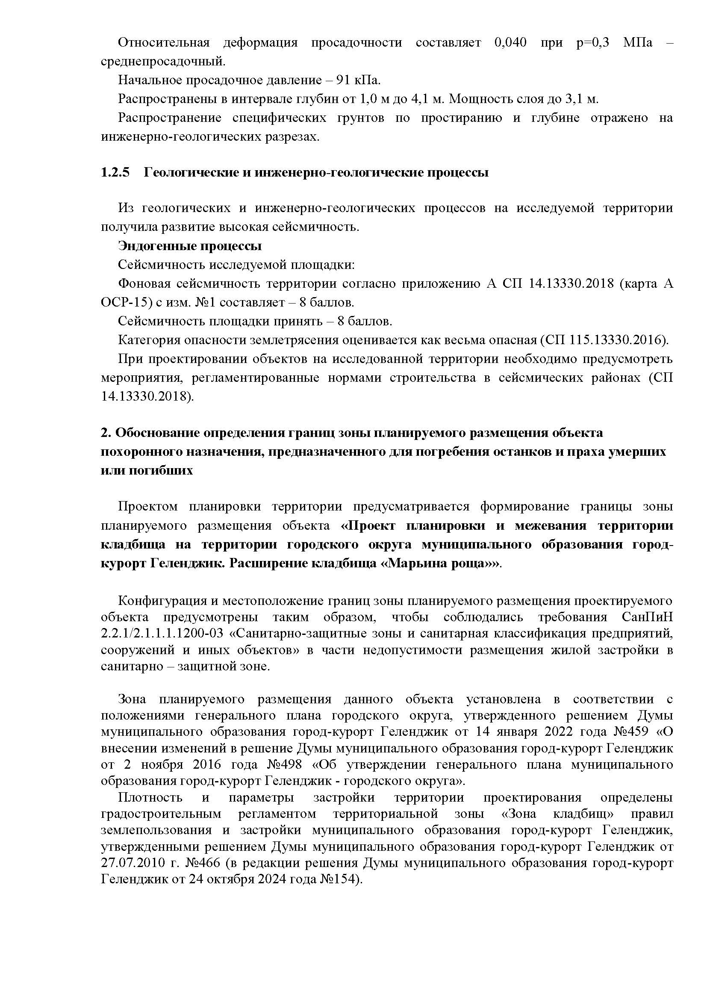 Относительная деформация просадочности составляет 0,040 при р=0,3 МПа –
среднепросадочный.
Начальное просадочное давление – 91 кПа.
Распространены в интервале глубин от 1,0 м до 4,1 м. Мощность слоя до 3,1 м.
Распространение специфических грунтов по простиранию и глубине отражено на
инженерно-геологических разрезах.
1.2.5 Геологические и инженерно-геологические процессы
Из геологических и инженерно-геологических процессов на исследуемой территории
получила развитие высокая сейсмичность.
Эндогенные процессы
Сейсмичность исследуемой площадки:
Фоновая сейсмичность территории согласно приложению А СП 14.13330.2018 (карта А
ОСР-15) с изм. №1 составляет – 8 баллов.
Сейсмичность площадки принять – 8 баллов.
Категория опасности землетрясения оценивается как весьма опасная (СП 115.13330.2016).
При проектировании объектов на исследованной территории необходимо предусмотреть
мероприятия, регламентированные нормами строительства в сейсмических районах (СП
14.13330.2018).
2. Обоснование определения границ зоны планируемого размещения объекта
похоронного назначения, предназначенного для погребения останков и праха умерших
или погибших
Проектом планировки территории предусматривается формирование границы зоны
планируемого размещения объекта «Проект планировки и межевания территории
кладбища на территории городского округа муниципального образования город-
курорт Геленджик. Расширение кладбища «Марьина роща»».
Конфигурация и местоположение границ зоны планируемого размещения проектируемого
объекта предусмотрены таким образом, чтобы соблюдались требования СанПиН
2.2.1/2.1.1.1.1200-03 «Санитарно-защитные зоны и санитарная классификация предприятий,
сооружений и иных объектов» в части недопустимости размещения жилой застройки в
санитарно – защитной зоне.
Зона планируемого размещения данного объекта установлена в соответствии с
положениями генерального плана городского округа, утвержденного решением Думы
муниципального образования город-курорт Геленджик от 14 января 2022 года №459 «О
внесении изменений в решение Думы муниципального образования город-курорт Геленджик
от 2 ноября 2016 года №498 «Об утверждении генерального плана муниципального
образования город-курорт Геленджик - городского округа».
Плотность и параметры застройки территории проектирования определены
градостроительным регламентом территориальной зоны «Зона кладбищ» правил
землепользования и застройки муниципального образования город-курорт Геленджик,
утвержденными решением Думы муниципального образования город-курорт Геленджик от
27.07.2010 г. №466 (в редакции решения Думы муниципального образования город-курорт
Геленджик от 24 октября 2024 года №154).